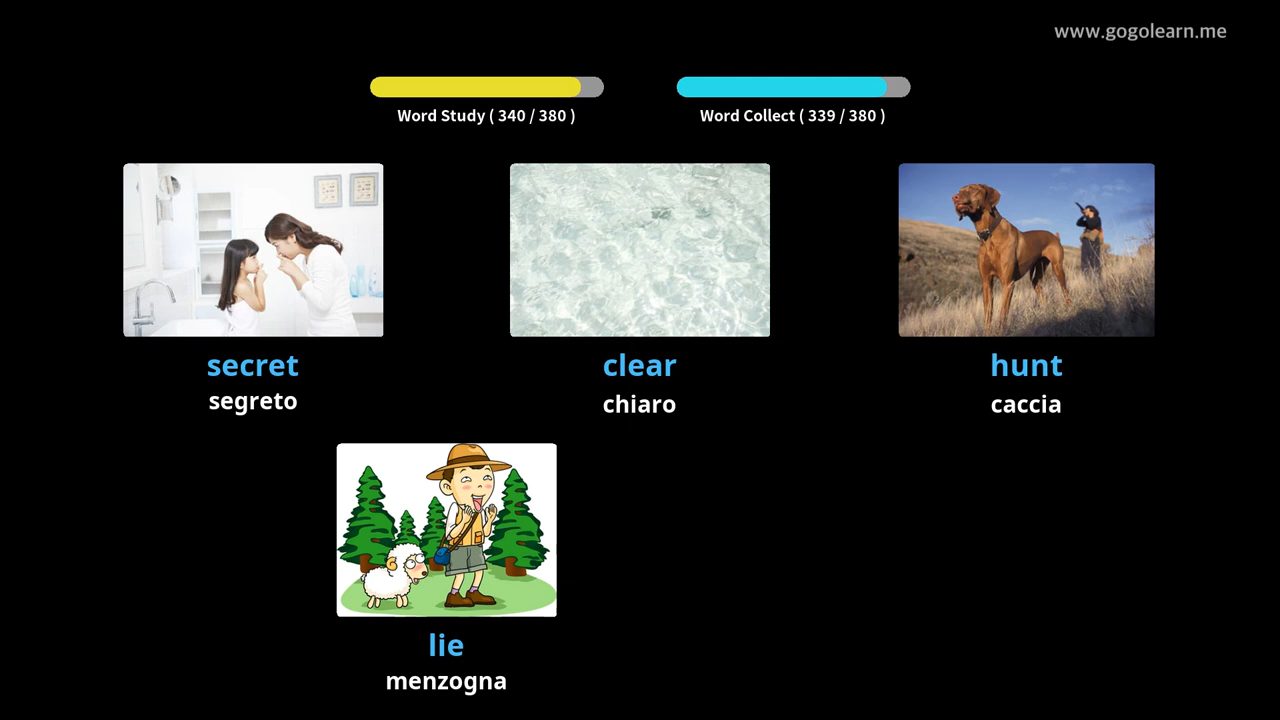 www.gogolearn.me
Word Study ( 340 / 380 )
Word Collect ( 339 / 380 )
secret
segreto
clear
chiaro
hunt
caccia
lie
menzogna